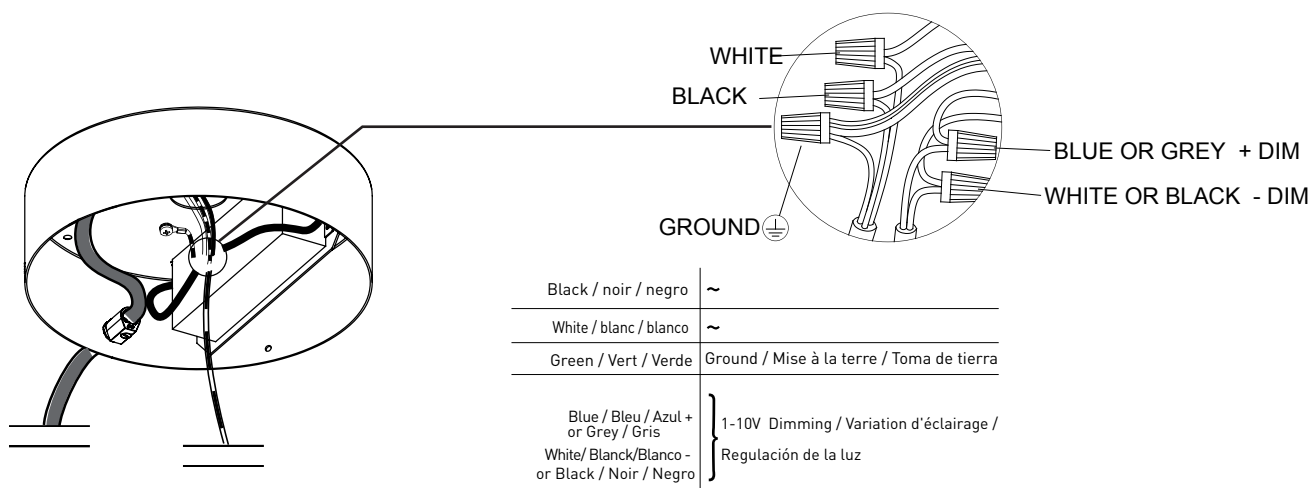 WHITE
BLACK
BLUE OR GREY + DIM
WHITE OR BLACK - DIM
GROUND
Black / noir / negro ~
White / blanc / blanco ~
Green / Vert / Verde Ground / Mise à la terre / Toma de tierra
Blue / Bleu / Azul +
or Grey / Gris
White/ Blanck/Blanco -
or Black / Noir / Negro
1-10V Dimming / Variation d'éclairage /
Regulación de la luz